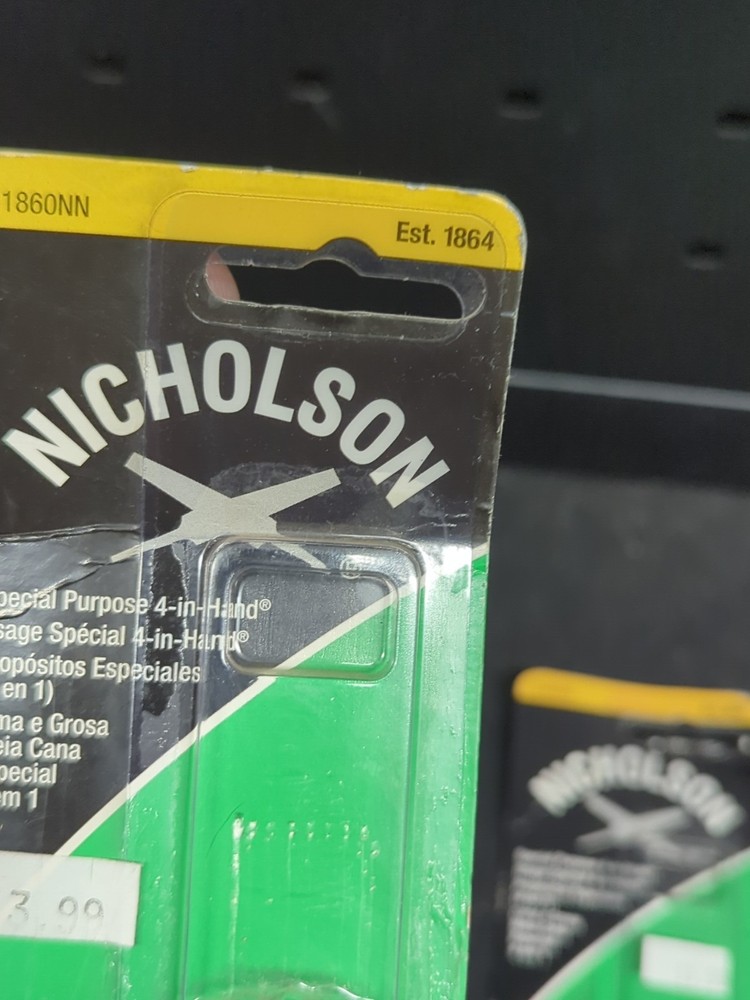 1860NN
Est. 1864
NICHOLSON
pecial Purpose 4-in-Hand®
sage Spécial 4-in-Hand®
opósitos Especiales
en 1)
ma e Grosa
eia Cana
pecial
em 1
3.99
NICHOLSON